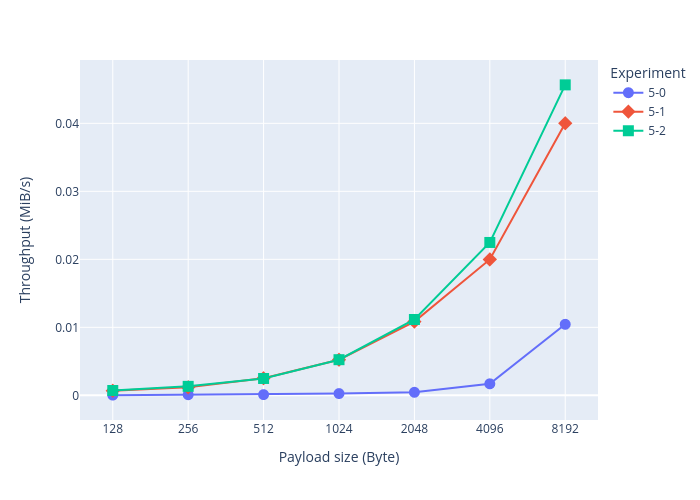 Experiment
5-0
5-1
5-2
0.04
0.03
0.02
0.01
0
Throughput (MiB/s)
128 256 512 1024 2048 4096 8192
Payload size (Byte)